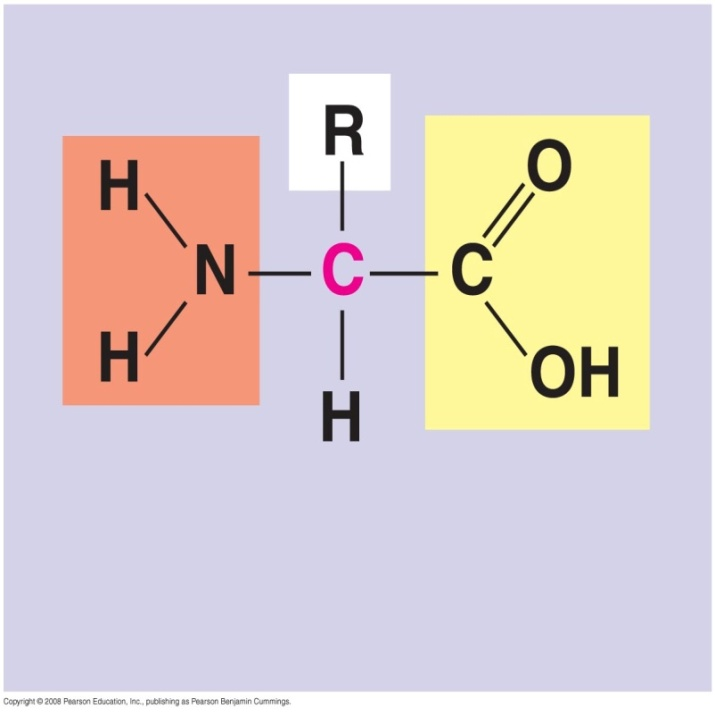 R
O
H
N
C
C
H
OH
H
Copyright © 2008 Pearson Education, Inc., publishing as Pearson Benjamin Cummings.